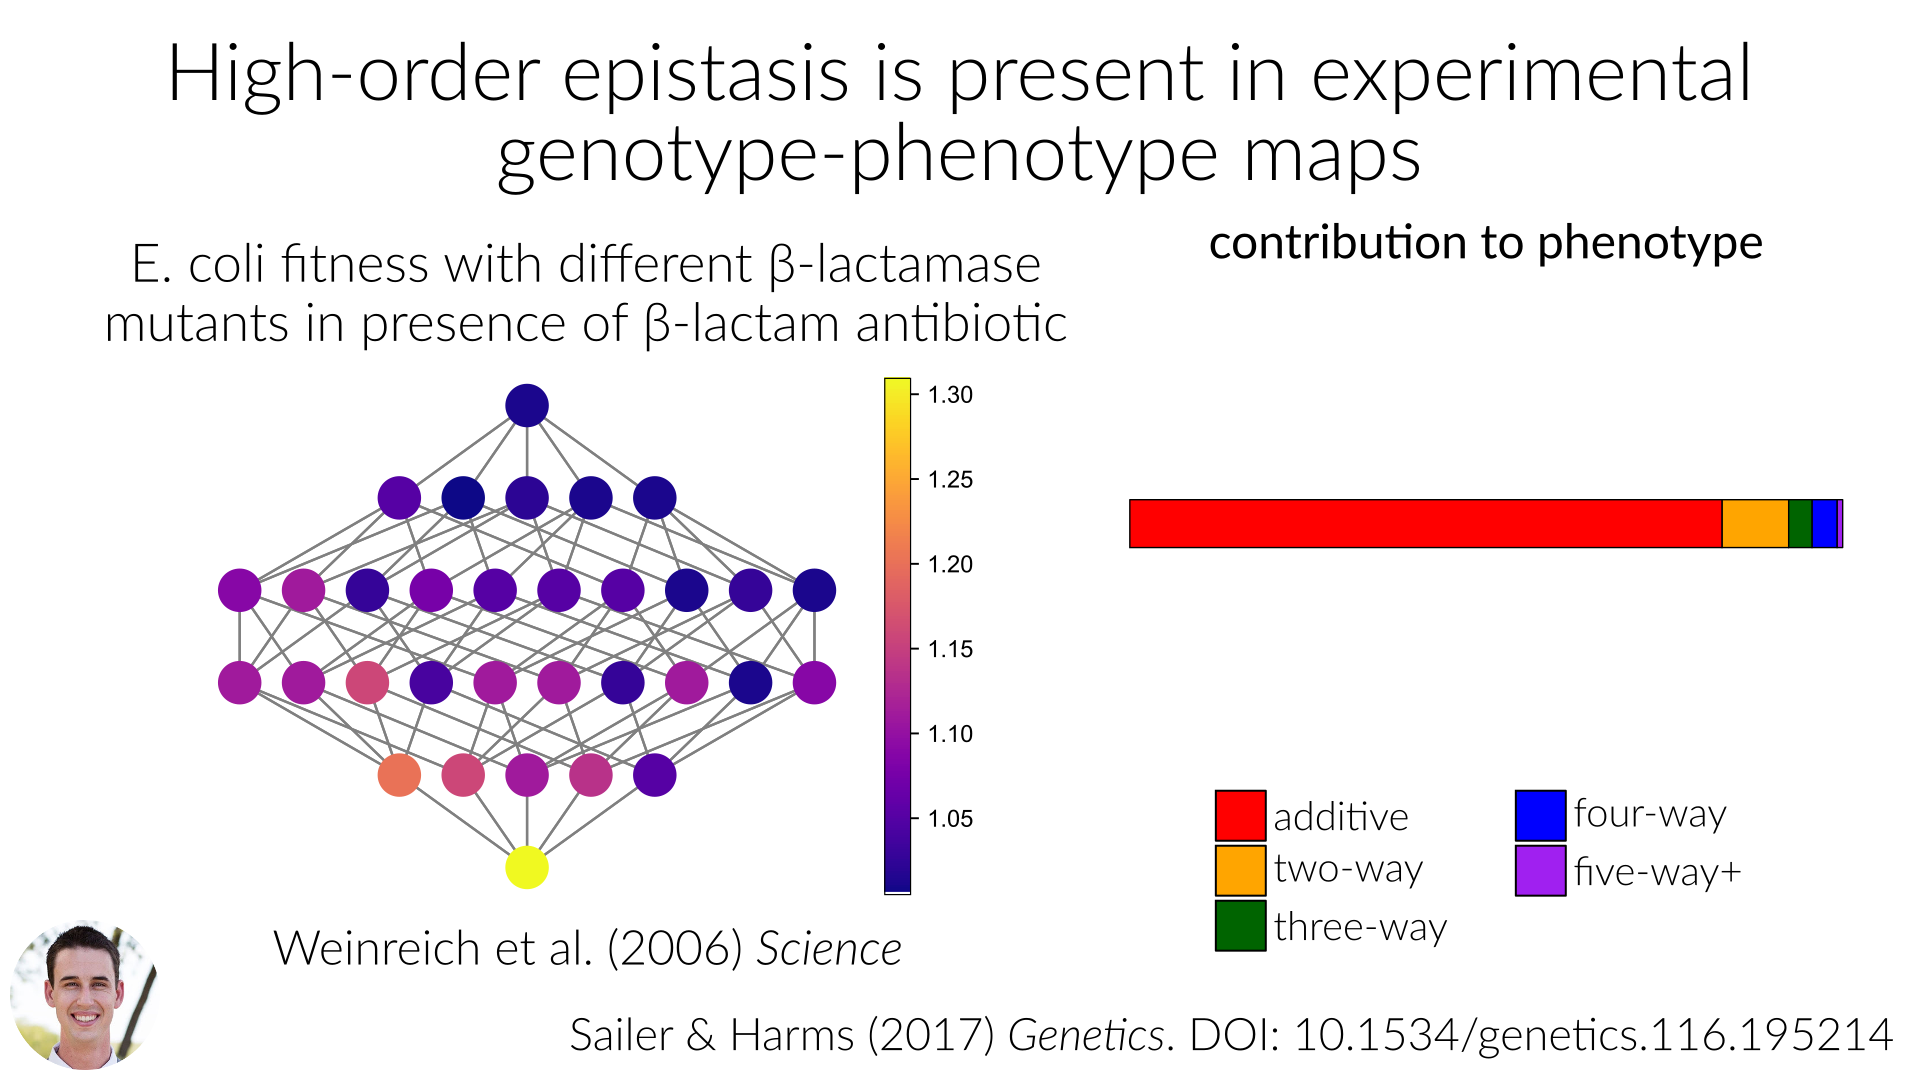 High-order epistasis is present in experimental
genotype-phenotype maps
E. coli fitness with different β-lactamase
mutants in presence of β-lactam antibiotic
contribution to phenotype
1.30
1.25
1.20
1.15
1.10
1.05
additive
two-way
three-way
four-way
five-way+
Weinreich et al. (2006) Science
Sailer & Harms (2017) Genetics. DOI: 10.1534/genetics.116.195214